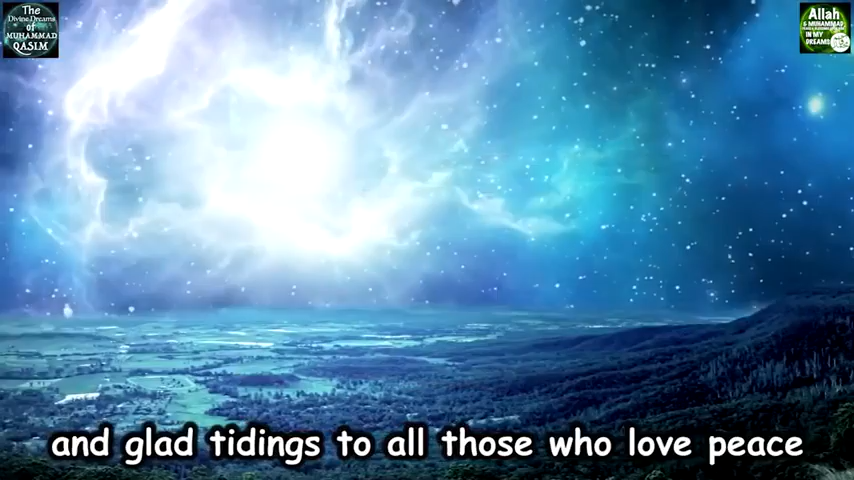 The
Divine Dreams
of
MUHAMMAD
QASIM
Allah
& MUHAMMAD
IN MY
DREAMS
and glad tidings to all those who love peace